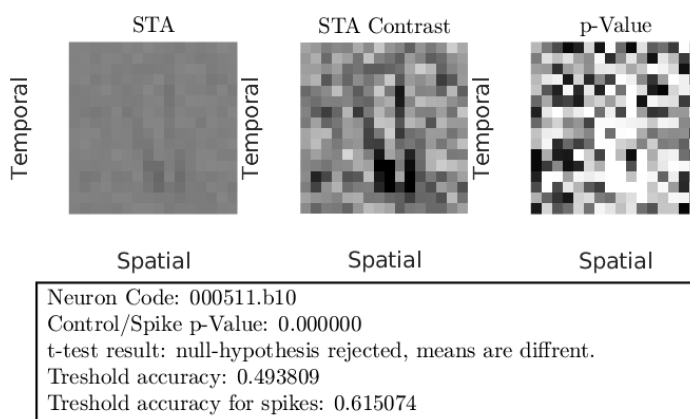 STA
STA Contrast
p-Value
Temporal
Temporal
Temporal
Spatial
Spatial
Spatial
Neuron Code: 000511.b10
Control/Spike p-Value: 0.000000
t-test result: null-hypothesis rejected, means are diffrent.
Treshold accuracy: 0.493809
Treshold accuracy for spikes: 0.615074